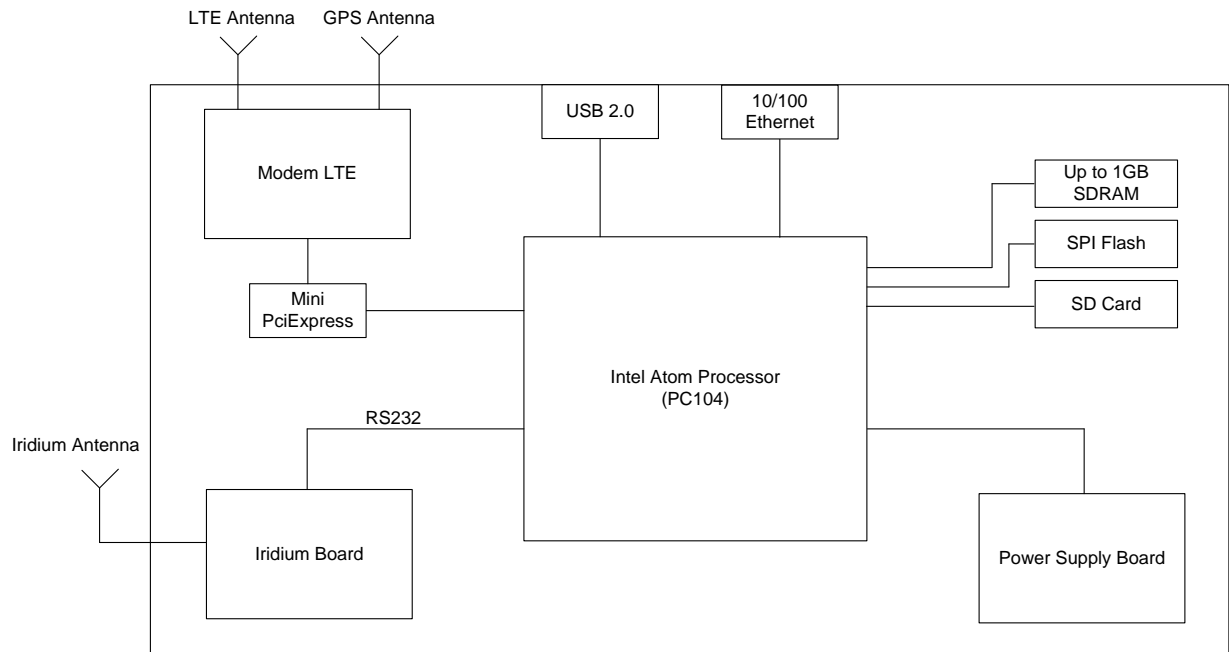 LTE Antenna
GPS Antenna
USB 2.0
10/100
Ethernet
Modem LTE
Up to 1GB
SDRAM
SPI Flash
Mini
PciExpress
SD Card
Intel Atom Processor
(PC104)
RS232
Iridium Antenna
Iridium Board
Power Supply Board